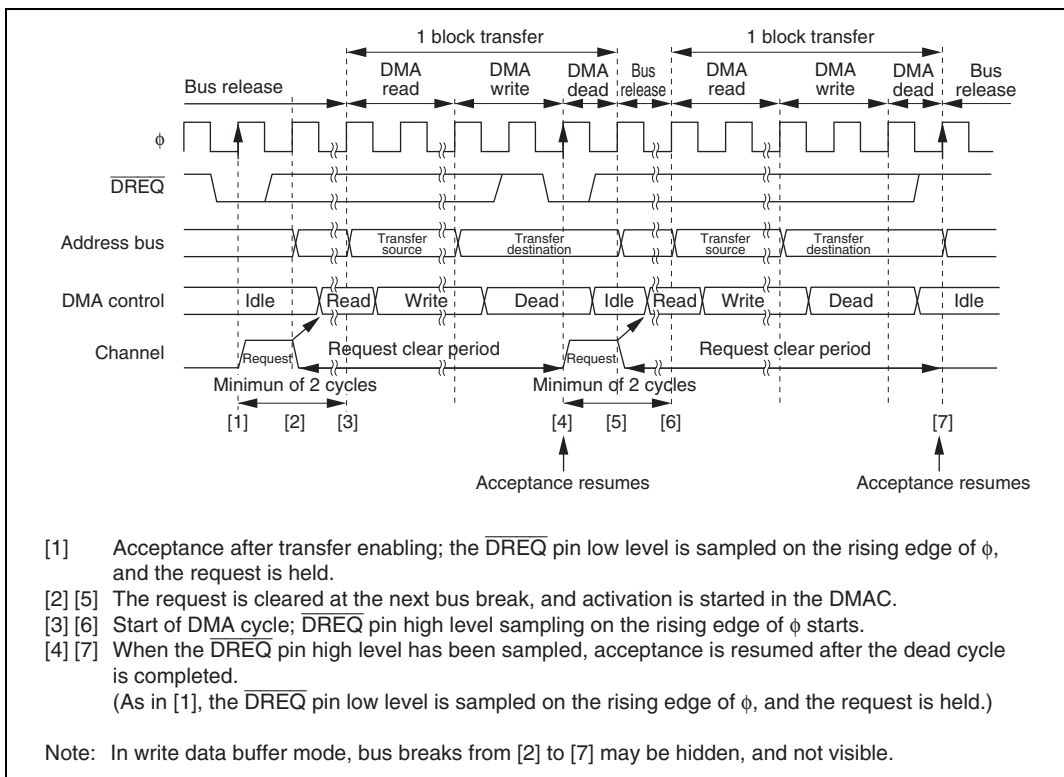 1 block transfer 1 block transfer
DMA DMA DMA Bus DMA DMA DMA Bus
Bus release read write dead release read write dead release
ϕ
DREQ
Address bus Transfer source Transfer destination Transfer source Transfer destination
DMA control Idle Read Write Dead Idle Read Write Dead Idle
Channel Request Request clear period Request Request clear period
Minimun of 2 cycles Minimun of 2 cycles
[1] [2] [3] [4] [5] [6] [7]
Acceptance resumes Acceptance resumes
[1] Acceptance after transfer enabling; the DREQ pin low level is sampled on the rising edge of ϕ,
and the request is held.
[2] [5] The request is cleared at the next bus break, and activation is started in the DMAC.
[3] [6] Start of DMA cycle; DREQ pin high level sampling on the rising edge of ϕ starts.
[4] [7] When the DREQ pin high level has been sampled, acceptance is resumed after the dead cycle
is completed.
(As in [1], the DREQ pin low level is sampled on the rising edge of ϕ, and the request is held.)
Note: In write data buffer mode, bus breaks from [2] to [7] may be hidden, and not visible.